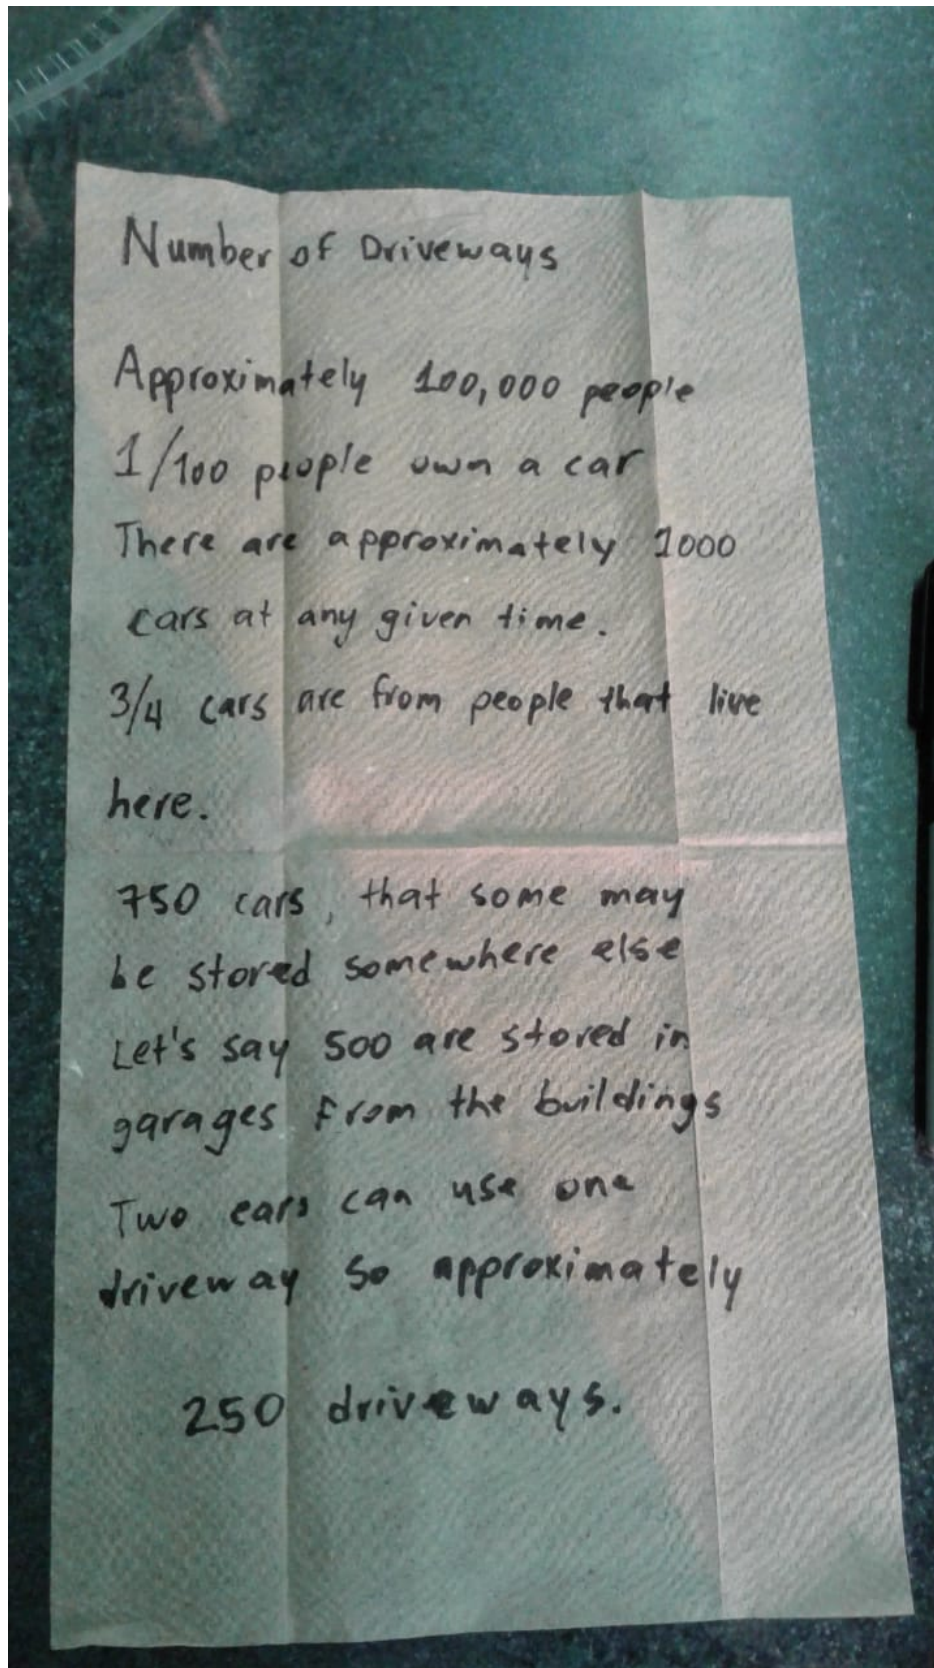 Number of Driveways
Approximately 100,000 people
1/100 people own a car
There are approximately 1000
cars at any given time.
3/4 cars are from people that live
here.
750 cars, that some may
be stored somewhere else
Let's say 500 are stored in
garages from the buildings
Two cars can use one
driveway so approximately
250 driveways.